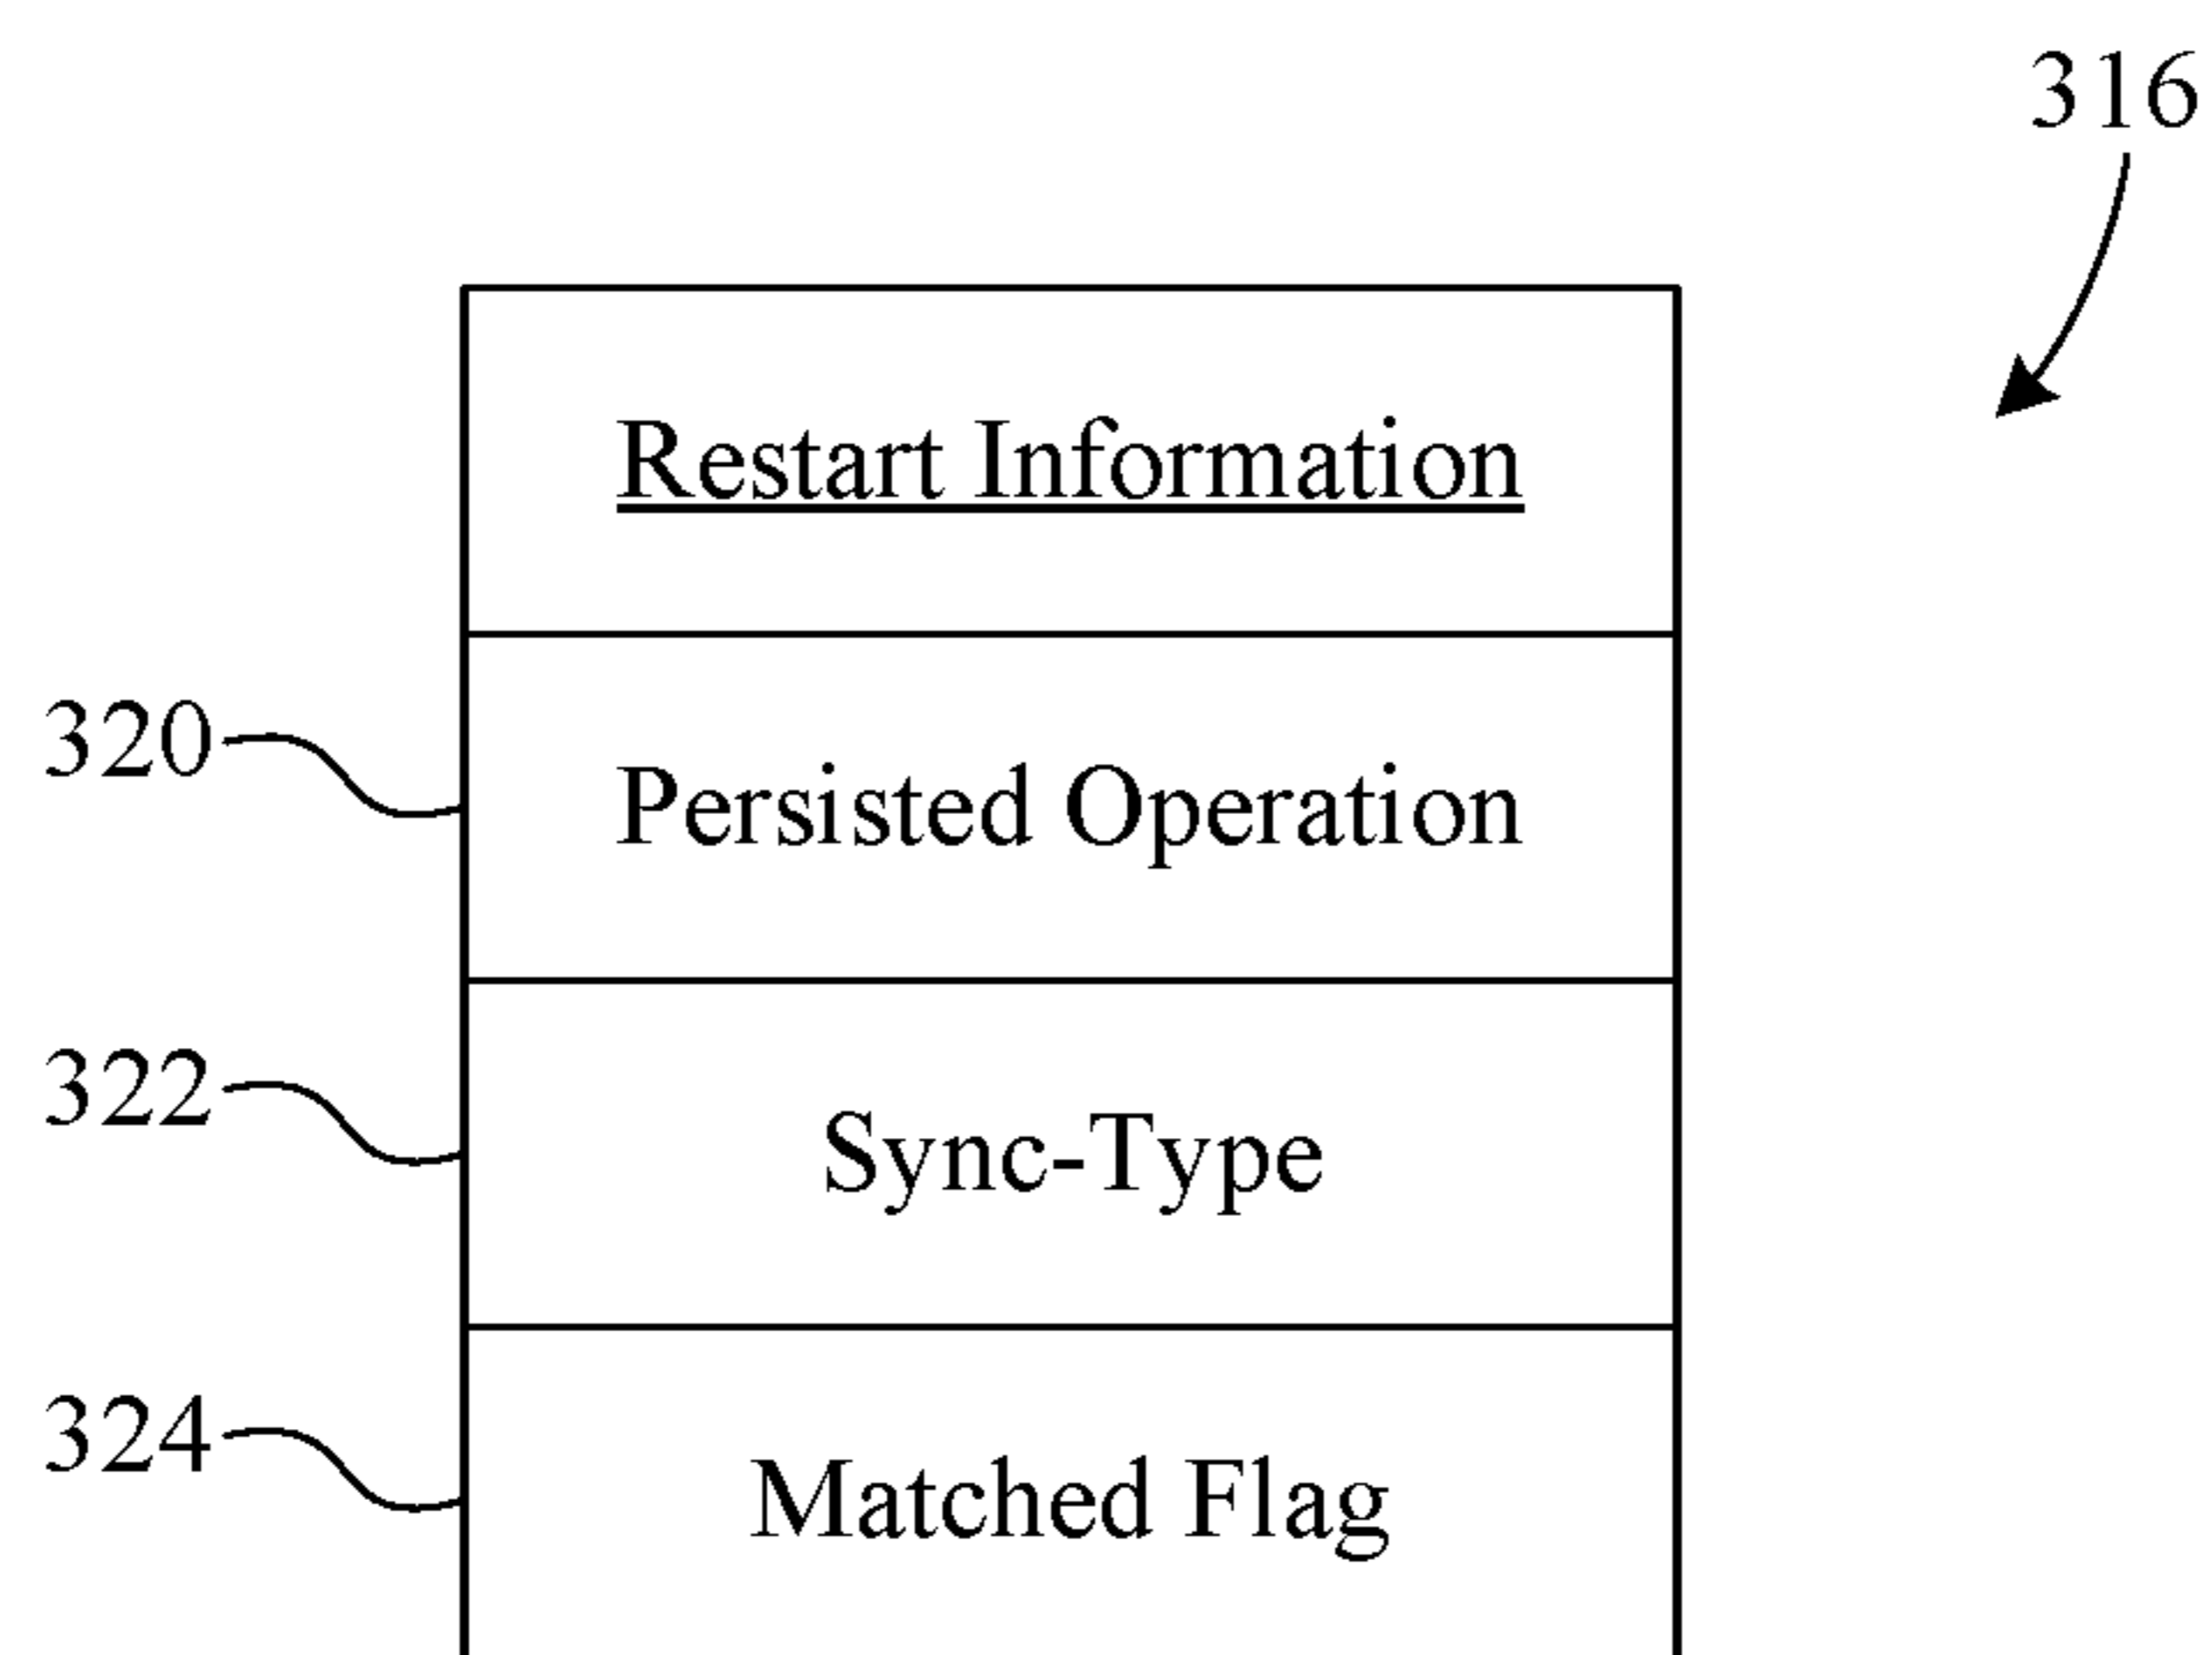 316
Restart Information
320
Persisted Operation
322
Sync-Type
324
Matched Flag